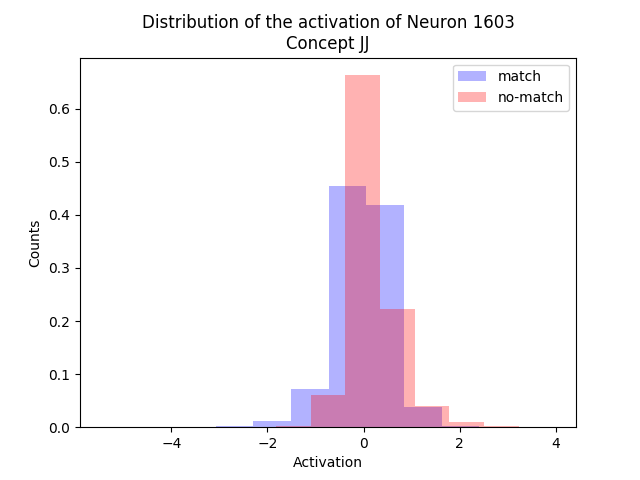 Distribution of the activation of Neuron 1603
Concept JJ
match
no-match
0.6
0.5
0.4
0.3
0.2
0.1
0.0
Counts
−4
−2
0
2
4
Activation